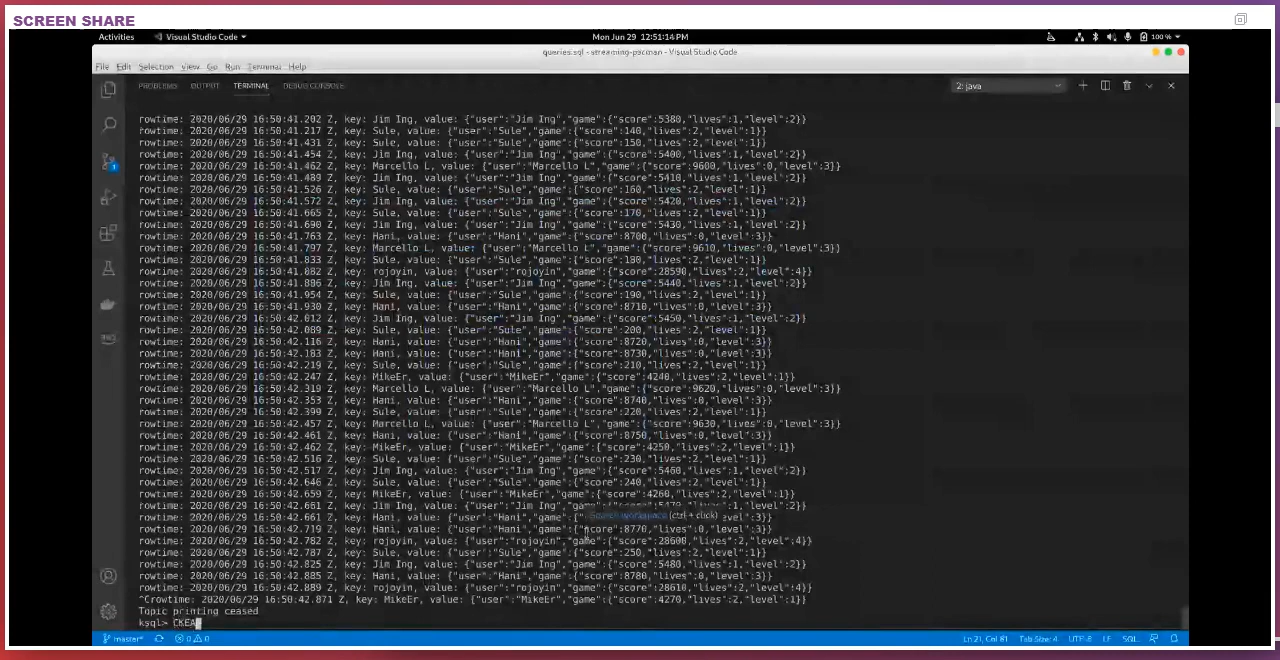 SCREEN SHARE
Activities Visual Studio Code Mon Jun 29 12:51:14 PM 100 %
queries.sql - streaming-pacman - Visual Studio Code
File Edit Selection View Go Run Terminal Help
PROBLEMS OUTPUT TERMINAL DEBUG CONSOLE 2: java
rowtime: 2020/06/29 16:50:41.202 Z, key: Jim Ing, value: {"user":"Jim Ing","game":{"score":5380,"lives":1,"level":2}}
rowtime: 2020/06/29 16:50:41.217 Z, key: Sule, value: {"user":"Sule","game":{"score":140,"lives":2,"level":1}}
rowtime: 2020/06/29 16:50:41.431 Z, key: Sule, value: {"user":"Sule","game":{"score":150,"lives":2,"level":1}}
rowtime: 2020/06/29 16:50:41.454 Z, key: Jim Ing, value: {"user":"Jim Ing","game":{"score":5400,"lives":1,"level":2}}
rowtime: 2020/06/29 16:50:41.462 Z, key: Marcello L, value: {"user":"Marcello L","game":{"score":9600,"lives":0,"level":3}}
rowtime: 2020/06/29 16:50:41.489 Z, key: Jim Ing, value: {"user":"Jim Ing","game":{"score":5410,"lives":1,"level":2}}
rowtime: 2020/06/29 16:50:41.526 Z, key: Sule, value: {"user":"Sule","game":{"score":160,"lives":2,"level":1}}
rowtime: 2020/06/29 16:50:41.572 Z, key: Jim Ing, value: {"user":"Jim Ing","game":{"score":5420,"lives":1,"level":2}}
rowtime: 2020/06/29 16:50:41.665 Z, key: Sule, value: {"user":"Sule","game":{"score":170,"lives":2,"level":1}}
rowtime: 2020/06/29 16:50:41.690 Z, key: Jim Ing, value: {"user":"Jim Ing","game":{"score":5430,"lives":1,"level":2}}
rowtime: 2020/06/29 16:50:41.763 Z, key: Hani, value: {"user":"Hani","game":{"score":8700,"lives":0,"level":3}}
rowtime: 2020/06/29 16:50:41.797 Z, key: Marcello L, value: {"user":"Marcello L","game":{"score":9610,"lives":0,"level":3}}
rowtime: 2020/06/29 16:50:41.833 Z, key: Sule, value: {"user":"Sule","game":{"score":180,"lives":2,"level":1}}
rowtime: 2020/06/29 16:50:41.882 Z, key: rojoyin, value: {"user":"rojoyin","game":{"score":28590,"lives":2,"level":4}}
rowtime: 2020/06/29 16:50:41.886 Z, key: Jim Ing, value: {"user":"Jim Ing","game":{"score":5440,"lives":1,"level":2}}
rowtime: 2020/06/29 16:50:41.954 Z, key: Sule, value: {"user":"Sule","game":{"score":190,"lives":2,"level":1}}
rowtime: 2020/06/29 16:50:41.930 Z, key: Hani, value: {"user":"Hani","game":{"score":8710,"lives":0,"level":3}}
rowtime: 2020/06/29 16:50:42.012 Z, key: Jim Ing, value: {"user":"Jim Ing","game":{"score":5450,"lives":1,"level":2}}
rowtime: 2020/06/29 16:50:42.089 Z, key: Sule, value: {"user":"Sule","game":{"score":200,"lives":2,"level":1}}
rowtime: 2020/06/29 16:50:42.116 Z, key: Hani, value: {"user":"Hani","game":{"score":8720,"lives":0,"level":3}}
rowtime: 2020/06/29 16:50:42.183 Z, key: Hani, value: {"user":"Hani","game":{"score":8730,"lives":0,"level":3}}
rowtime: 2020/06/29 16:50:42.219 Z, key: Sule, value: {"user":"Sule","game":{"score":210,"lives":2,"level":1}}
rowtime: 2020/06/29 16:50:42.247 Z, key: MikeEr, value: {"user":"MikeEr","game":{"score":4240,"lives":2,"level":1}}
rowtime: 2020/06/29 16:50:42.319 Z, key: Marcello L, value: {"user":"Marcello L","game":{"score":9620,"lives":0,"level":3}}
rowtime: 2020/06/29 16:50:42.353 Z, key: Hani, value: {"user":"Hani","game":{"score":8740,"lives":0,"level":3}}
rowtime: 2020/06/29 16:50:42.399 Z, key: Sule, value: {"user":"Sule","game":{"score":220,"lives":2,"level":1}}
rowtime: 2020/06/29 16:50:42.457 Z, key: Marcello L, value: {"user":"Marcello L","game":{"score":9630,"lives":0,"level":3}}
rowtime: 2020/06/29 16:50:42.461 Z, key: Hani, value: {"user":"Hani","game":{"score":8750,"lives":0,"level":3}}
rowtime: 2020/06/29 16:50:42.462 Z, key: MikeEr, value: {"user":"MikeEr","game":{"score":4250,"lives":2,"level":1}}
rowtime: 2020/06/29 16:50:42.516 Z, key: Sule, value: {"user":"Sule","game":{"score":230,"lives":2,"level":1}}
rowtime: 2020/06/29 16:50:42.517 Z, key: Jim Ing, value: {"user":"Jim Ing","game":{"score":5460,"lives":1,"level":2}}
rowtime: 2020/06/29 16:50:42.646 Z, key: Sule, value: {"user":"Sule","game":{"score":240,"lives":2,"level":1}}
rowtime: 2020/06/29 16:50:42.659 Z, key: MikeEr, value: {"user":"MikeEr","game":{"score":4260,"lives":2,"level":1}}
rowtime: 2020/06/29 16:50:42.661 Z, key: Jim Ing, value: {"user":"Jim Ing","game":{"score":5470,"lives":1,"level":2}}
rowtime: 2020/06/29 16:50:42.661 Z, key: Hani, value: {"user":"Hani","game":{" Search workspace (ctrl + click) vel":3}}
rowtime: 2020/06/29 16:50:42.719 Z, key: Hani, value: {"user":"Hani","game":{"score":8770,"lives":0,"level":3}}
rowtime: 2020/06/29 16:50:42.782 Z, key: rojoyin, value: {"user":"rojoyin","game":{"score":28600,"lives":2,"level":4}}
rowtime: 2020/06/29 16:50:42.787 Z, key: Sule, value: {"user":"Sule","game":{"score":250,"lives":2,"level":1}}
rowtime: 2020/06/29 16:50:42.825 Z, key: Jim Ing, value: {"user":"Jim Ing","game":{"score":5480,"lives":1,"level":2}}
rowtime: 2020/06/29 16:50:42.885 Z, key: Hani, value: {"user":"Hani","game":{"score":8780,"lives":0,"level":3}}
rowtime: 2020/06/29 16:50:42.889 Z, key: rojoyin, value: {"user":"rojoyin","game":{"score":28610,"lives":2,"level":4}}
^Crowtime: 2020/06/29 16:50:42.871 Z, key: MikeEr, value: {"user":"MikeEr","game":{"score":4270,"lives":2,"level":1}}
Topic printing ceased
ksql> CREA
master* 0 0 Ln 21, Col 81 Tab Size: 4 UTF-8 LF SQL